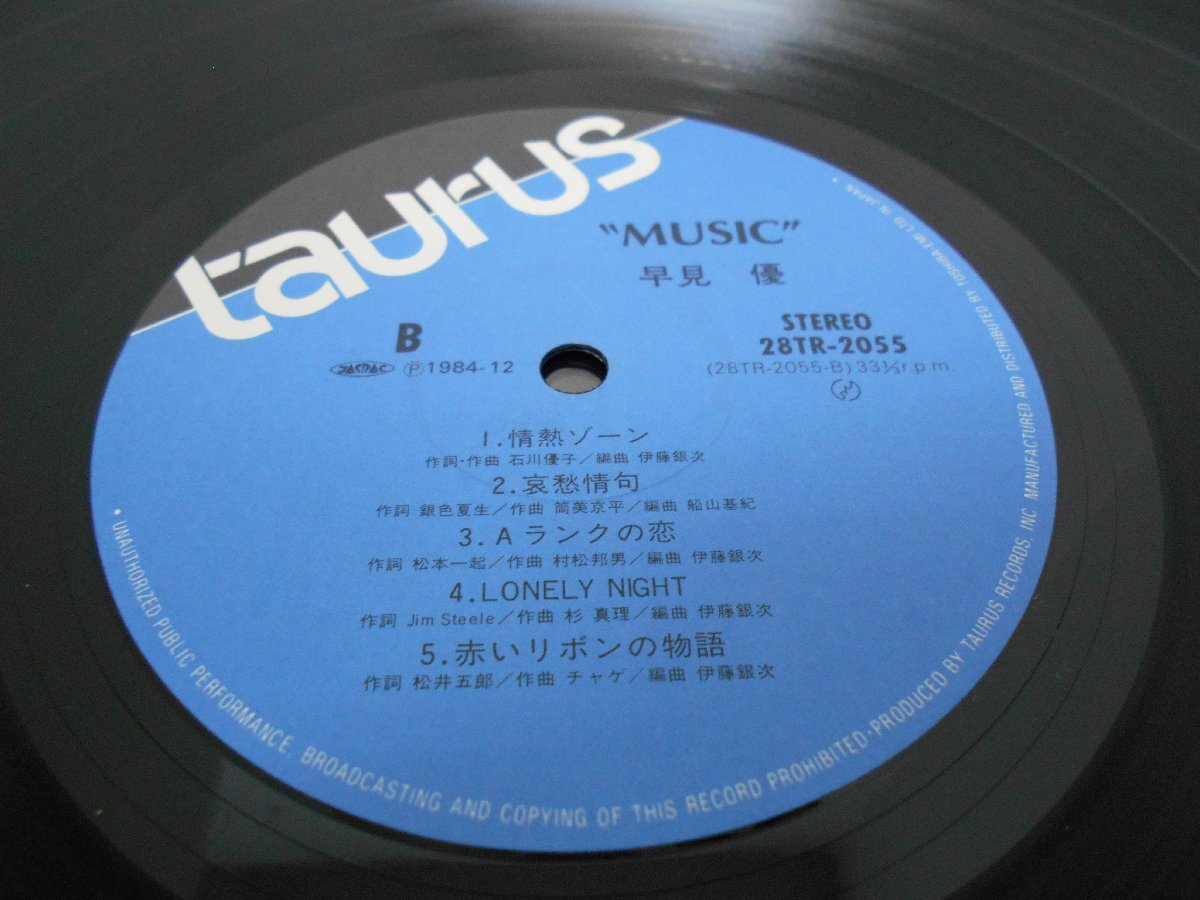 taurus
"MUSIC"
早見 優
B
STEREO
28TR-2055
JASRAC Ⓟ1984-12
(28TR-2055-B) 33⅓r.p.m.
1.情熱ゾーン
作詞・作曲 石川優子／編曲 伊藤銀次
2.哀愁情句
作詞 銀色夏生／作曲 筒美京平／編曲 船山基紀
3.Aランクの恋
作詞 松本一起／作曲 村松邦男／編曲 伊藤銀次
4.LONELY NIGHT
作詞 Jim Steele／作曲 杉 真理／編曲 伊藤銀次
5.赤いリボンの物語
作詞 松井五郎／作曲 チャゲ／編曲 伊藤銀次
• UNAUTHORIZED PUBLIC PERFORMANCE. BROADCASTING AND COPYING OF THIS RECORD PROHIBITED•PRODUCED BY TAURUS RECORDS, INC. MANUFACTURED AND DISTRIBUTED BY TOSHIBA-EMI LTD. IN JAPAN. •